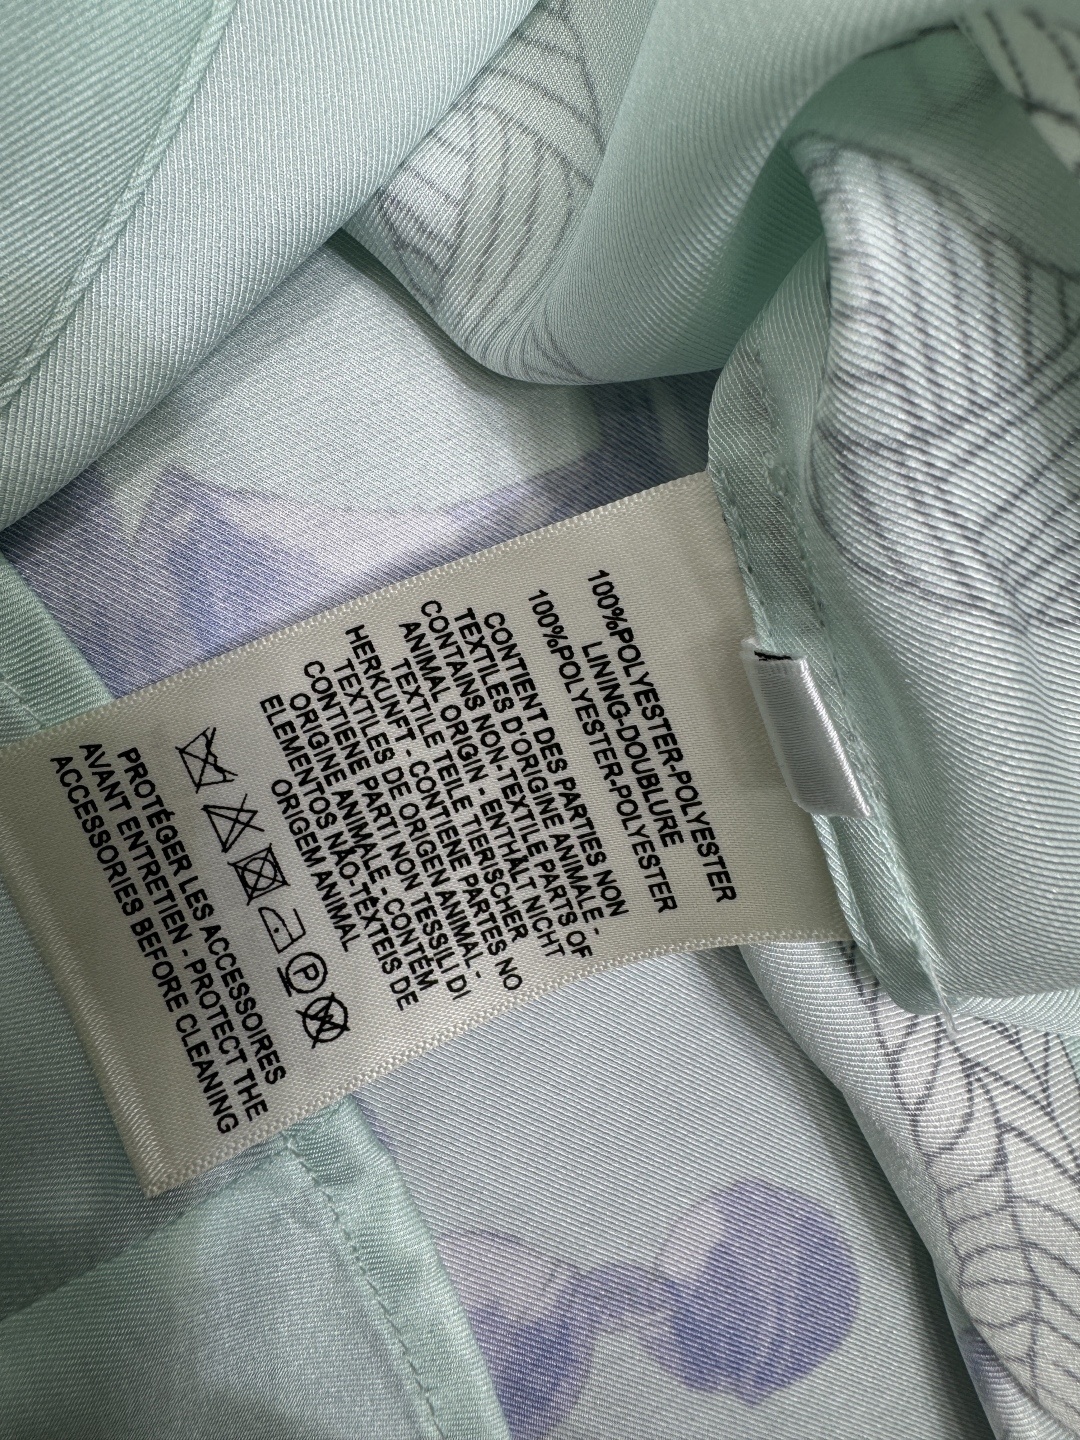 100%POLYESTER-POLYESTER
LINING-DOUBLURE
100%POLYESTER-POLYESTER
CONTIENT DES PARTIES NON
TEXTILES D'ORIGINE ANIMALE -
CONTAINS NON-TEXTILE PARTS OF
ANIMAL ORIGIN - ENTHÄLT NICHT
TEXTILE TEILE TIERISCHER
HERKUNFT - CONTIENE PARTES NO
TEXTILES DE ORIGEN ANIMAL -
CONTIENE PARTI NON TESSILI DI
ORIGINE ANIMALE - CONTÉM
ELEMENTOS NÃO-TÊXTEIS DE
ORIGEM ANIMAL
P
PROTÉGER LES ACCESSOIRES
AVANT ENTRETIEN - PROTECT THE
ACCESSORIES BEFORE CLEANING